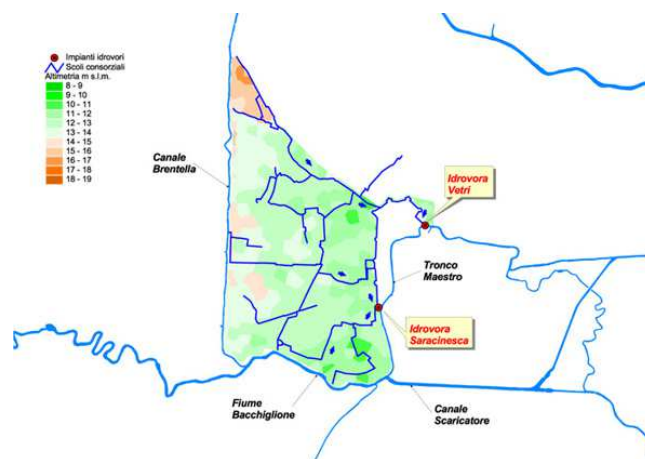 Impianti idrovori
Scoli consorziali
Altimetria m s.l.m.
8 - 9
9 - 10
10 - 11
11 - 12
12 - 13
13 - 14
14 - 15
15 - 16
16 - 17
17 - 18
18 - 19
Canale
Brentella
Idrovora
Vetri
Tronco
Maestro
Idrovora
Saracinesca
Fiume
Bacchiglione
Canale
Scaricatore